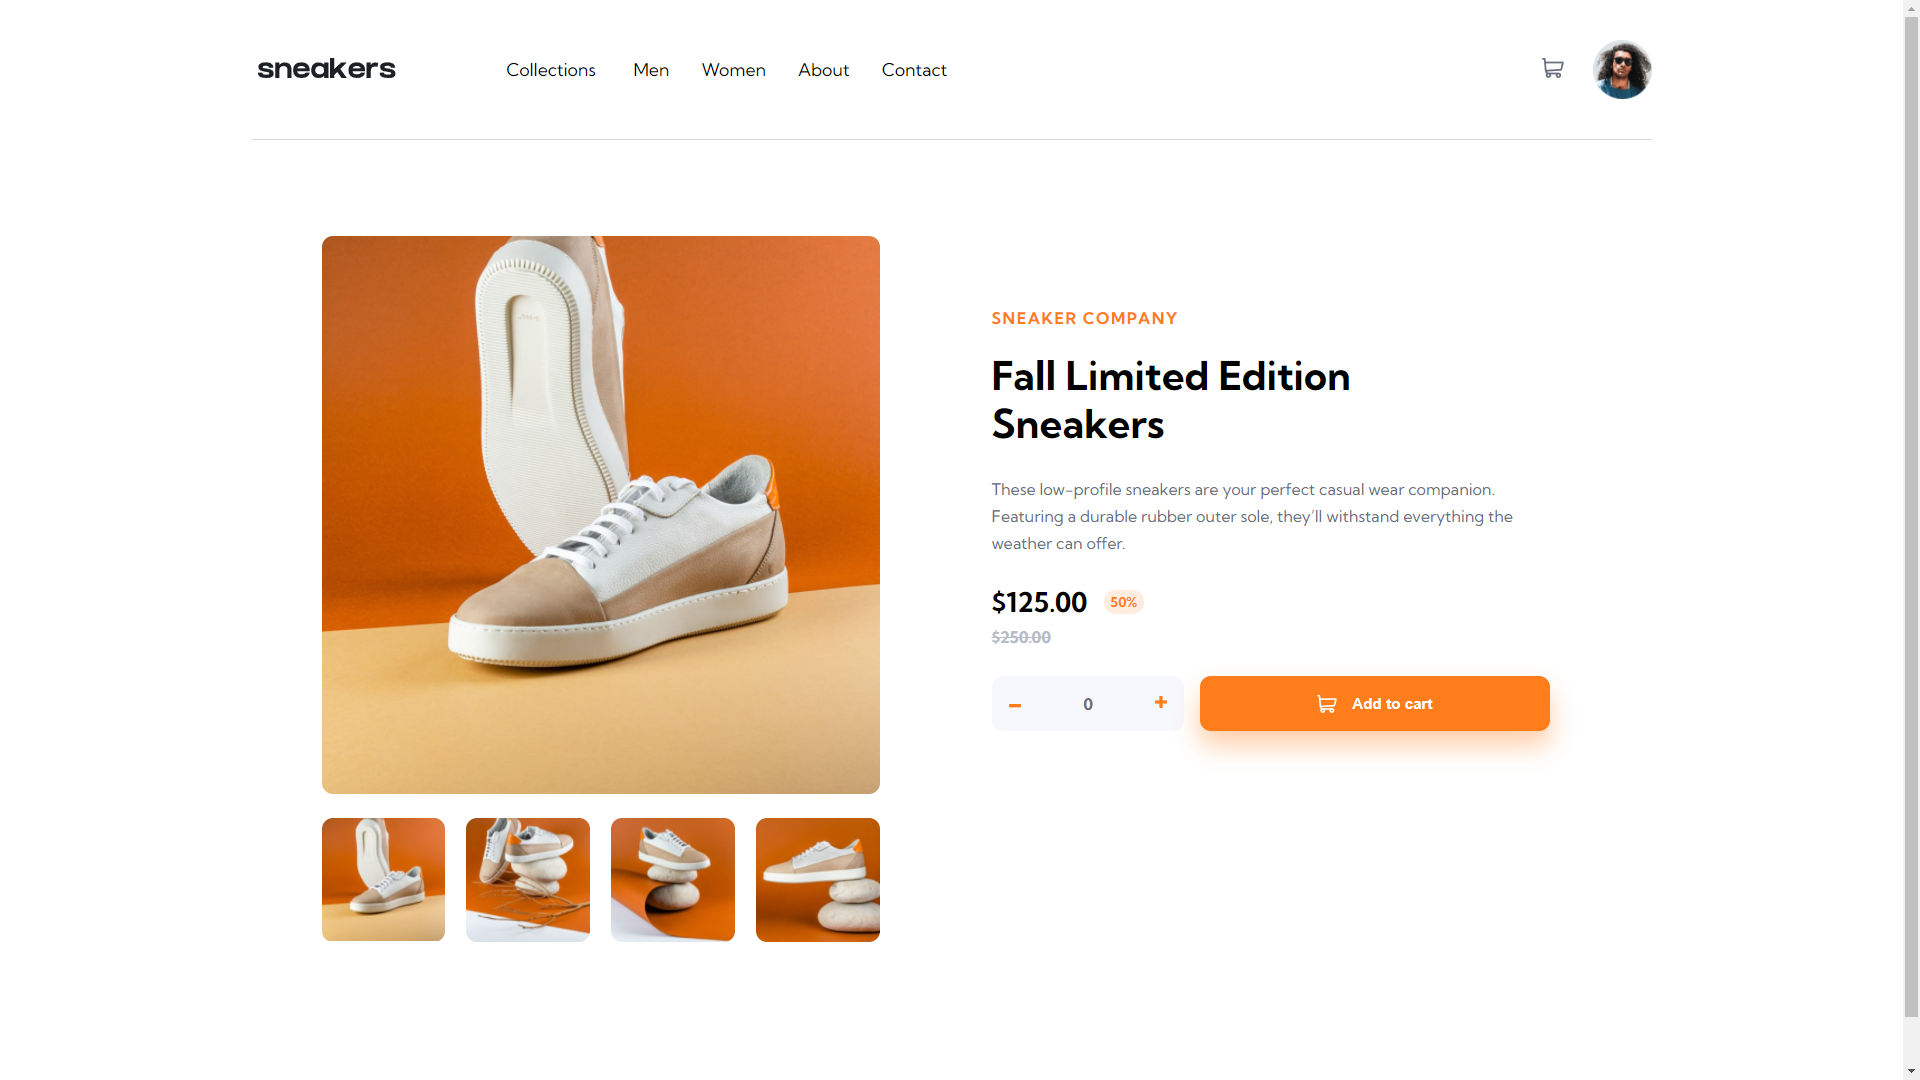 sneakers
Collections Men Women About Contact
SNEAKER COMPANY
Fall Limited Edition
Sneakers
These low-profile sneakers are your perfect casual wear companion.
Featuring a durable rubber outer sole, they’ll withstand everything the
weather can offer.
$125.00 50%
$250.00
0
Add to cart